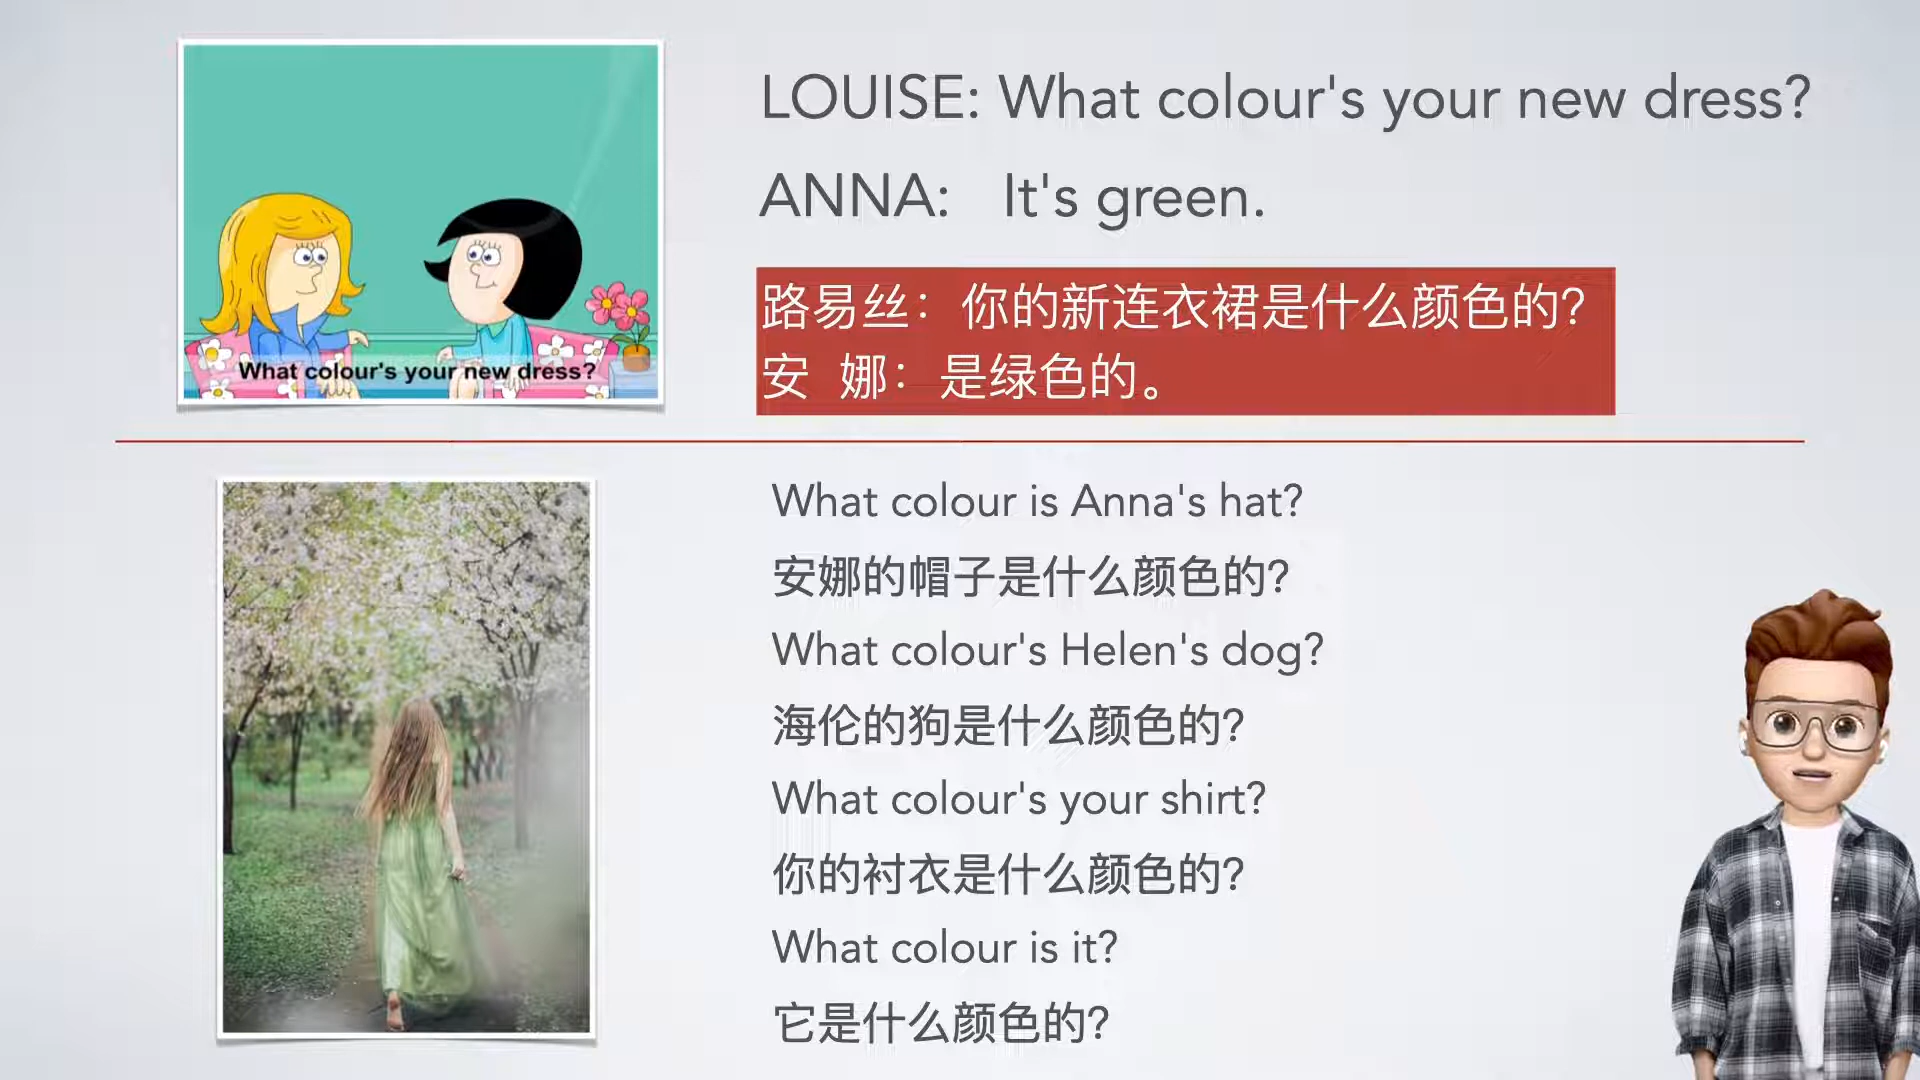 What colour's your new dress?
LOUISE: What colour's your new dress?
ANNA: It's green.
路易丝：你的新连衣裙是什么颜色的?
安 娜：是绿色的。
What colour is Anna's hat?
安娜的帽子是什么颜色的?
What colour's Helen's dog?
海伦的狗是什么颜色的?
What colour's your shirt?
你的衬衣是什么颜色的?
What colour is it?
它是什么颜色的?